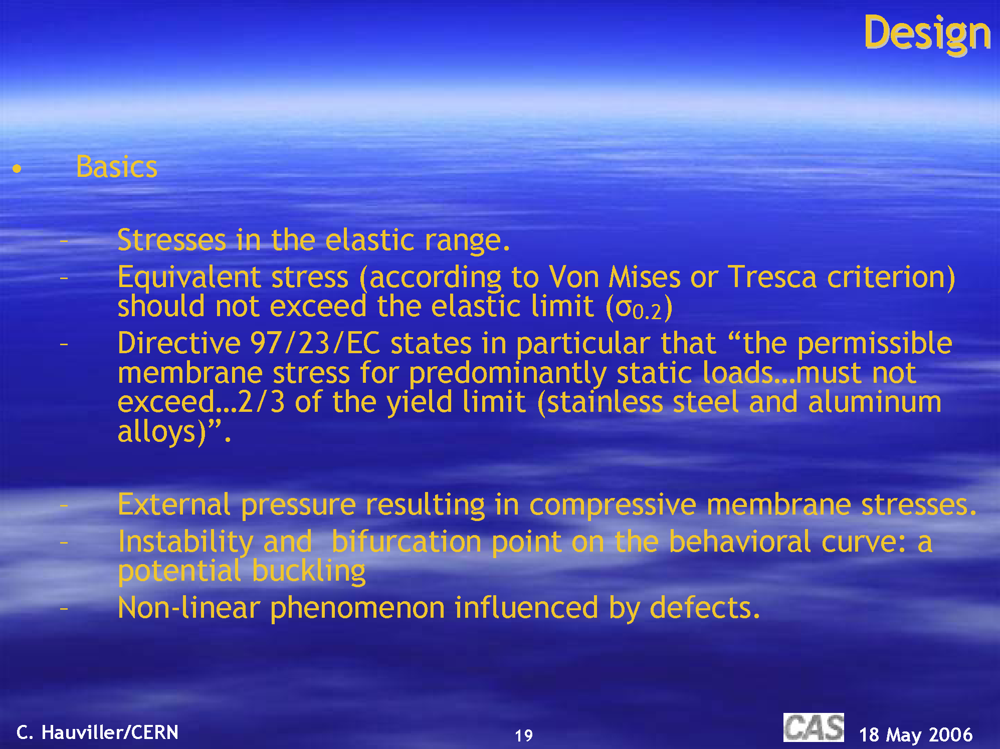 Design
• Basics
– Stresses in the elastic range.
– Equivalent stress (according to Von Mises or Tresca criterion)
should not exceed the elastic limit (σ0.2)
– Directive 97/23/EC states in particular that “the permissible
membrane stress for predominantly static loads…must not
exceed…2/3 of the yield limit (stainless steel and aluminum
alloys)”.
– External pressure resulting in compressive membrane stresses.
– Instability and bifurcation point on the behavioral curve: a
potential buckling
– Non-linear phenomenon influenced by defects.
C. Hauviller/CERN
19
CAS
18 May 2006